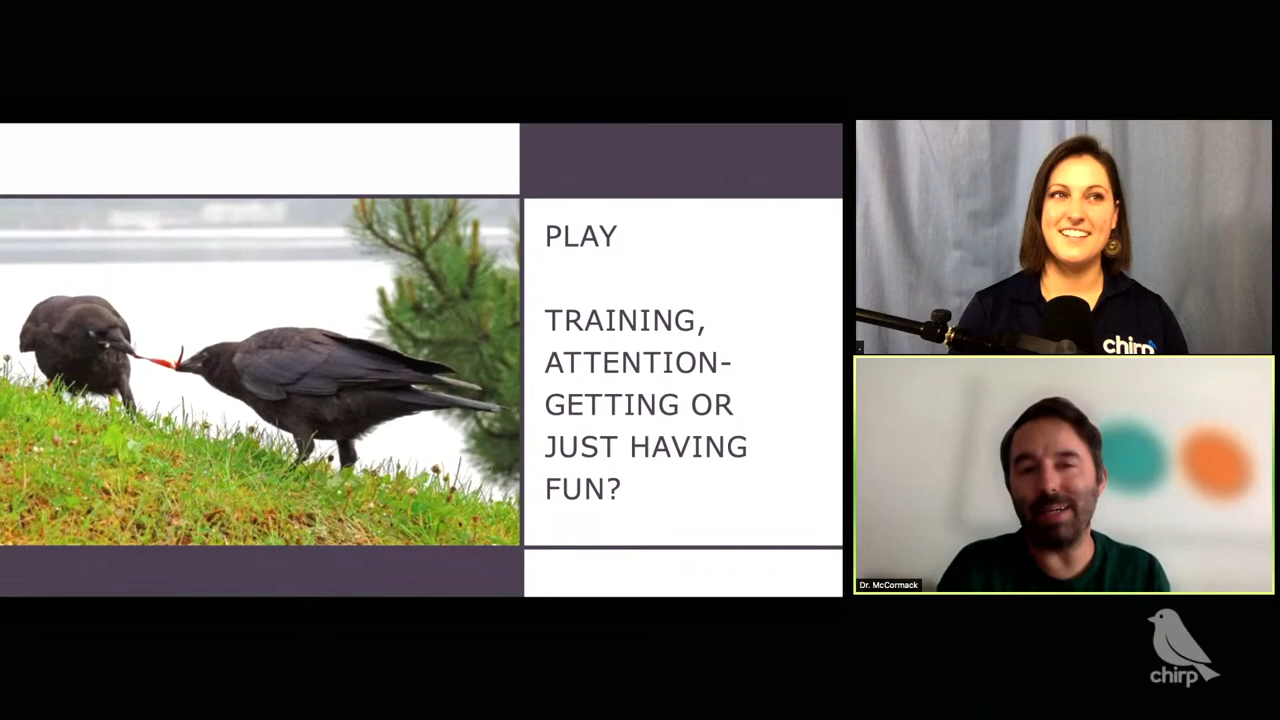 PLAY
TRAINING,
ATTENTION-
GETTING OR
JUST HAVING
FUN?
chirp
Dr. McCormack
chirp